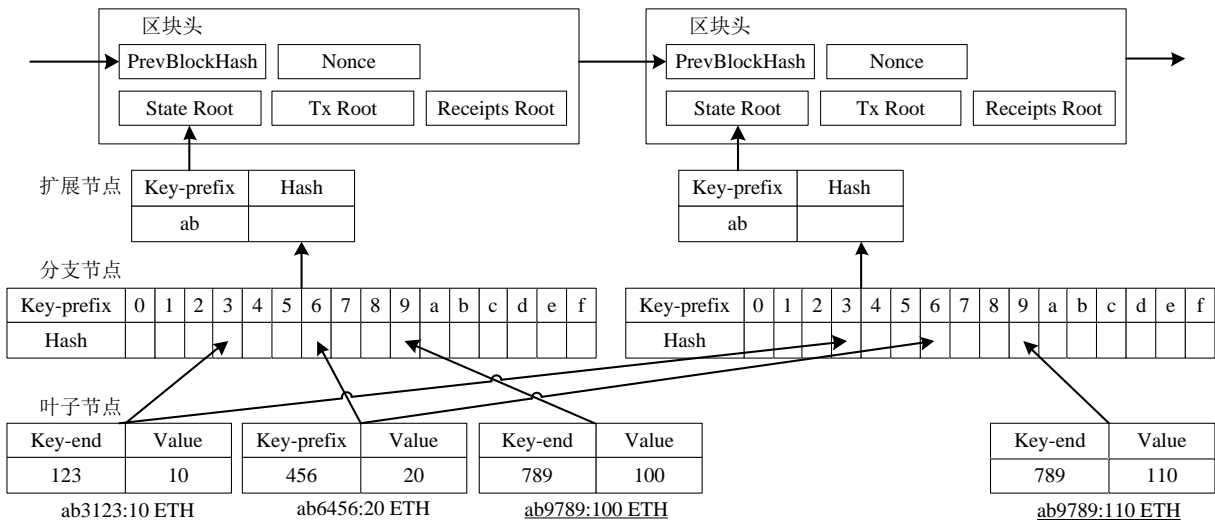 区块头 区块头
PrevBlockHash Nonce PrevBlockHash Nonce
State Root Tx Root Receipts Root State Root Tx Root Receipts Root
扩展节点 Key-prefix Hash Key-prefix Hash
ab ab
分支节点
Key-prefix 0 1 2 3 4 5 6 7 8 9 a b c d e f Key-prefix 0 1 2 3 4 5 6 7 8 9 a b c d e f
Hash Hash
叶子节点
Key-end Value Key-prefix Value Key-end Value Key-end Value
123 10 456 20 789 100 789 110
ab3123:10 ETH ab6456:20 ETH ab9789:100 ETH ab9789:110 ETH